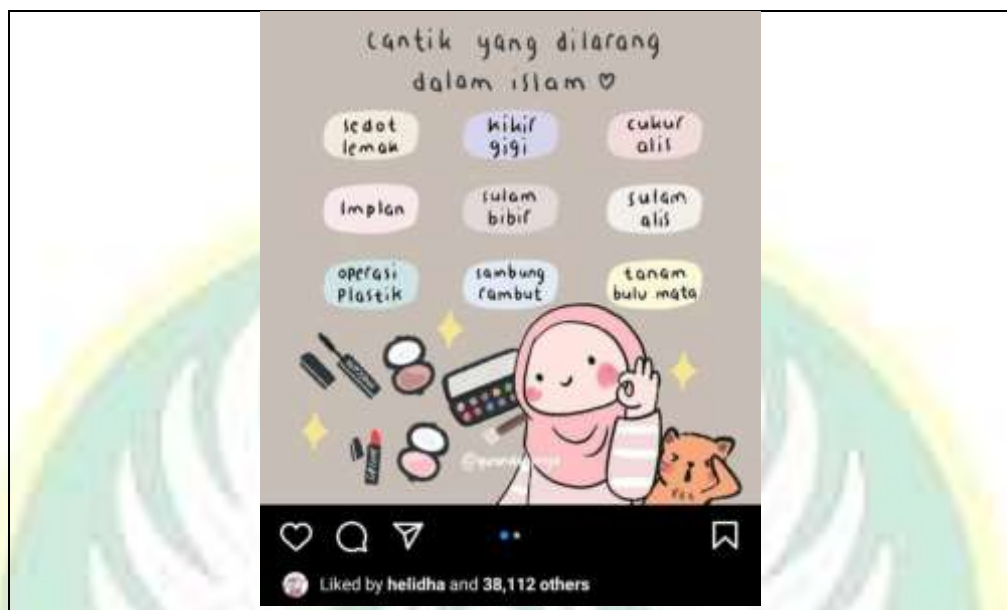 cantik yang dilarang
dalam islam ♡
sedot
lemak
kikir
gigi
cukur
alis
Implan
sulam
bibir
sulam
alis
operasi
plastik
sambung
rambut
tanam
bulu mata
Liked by helidha and 38,112 others